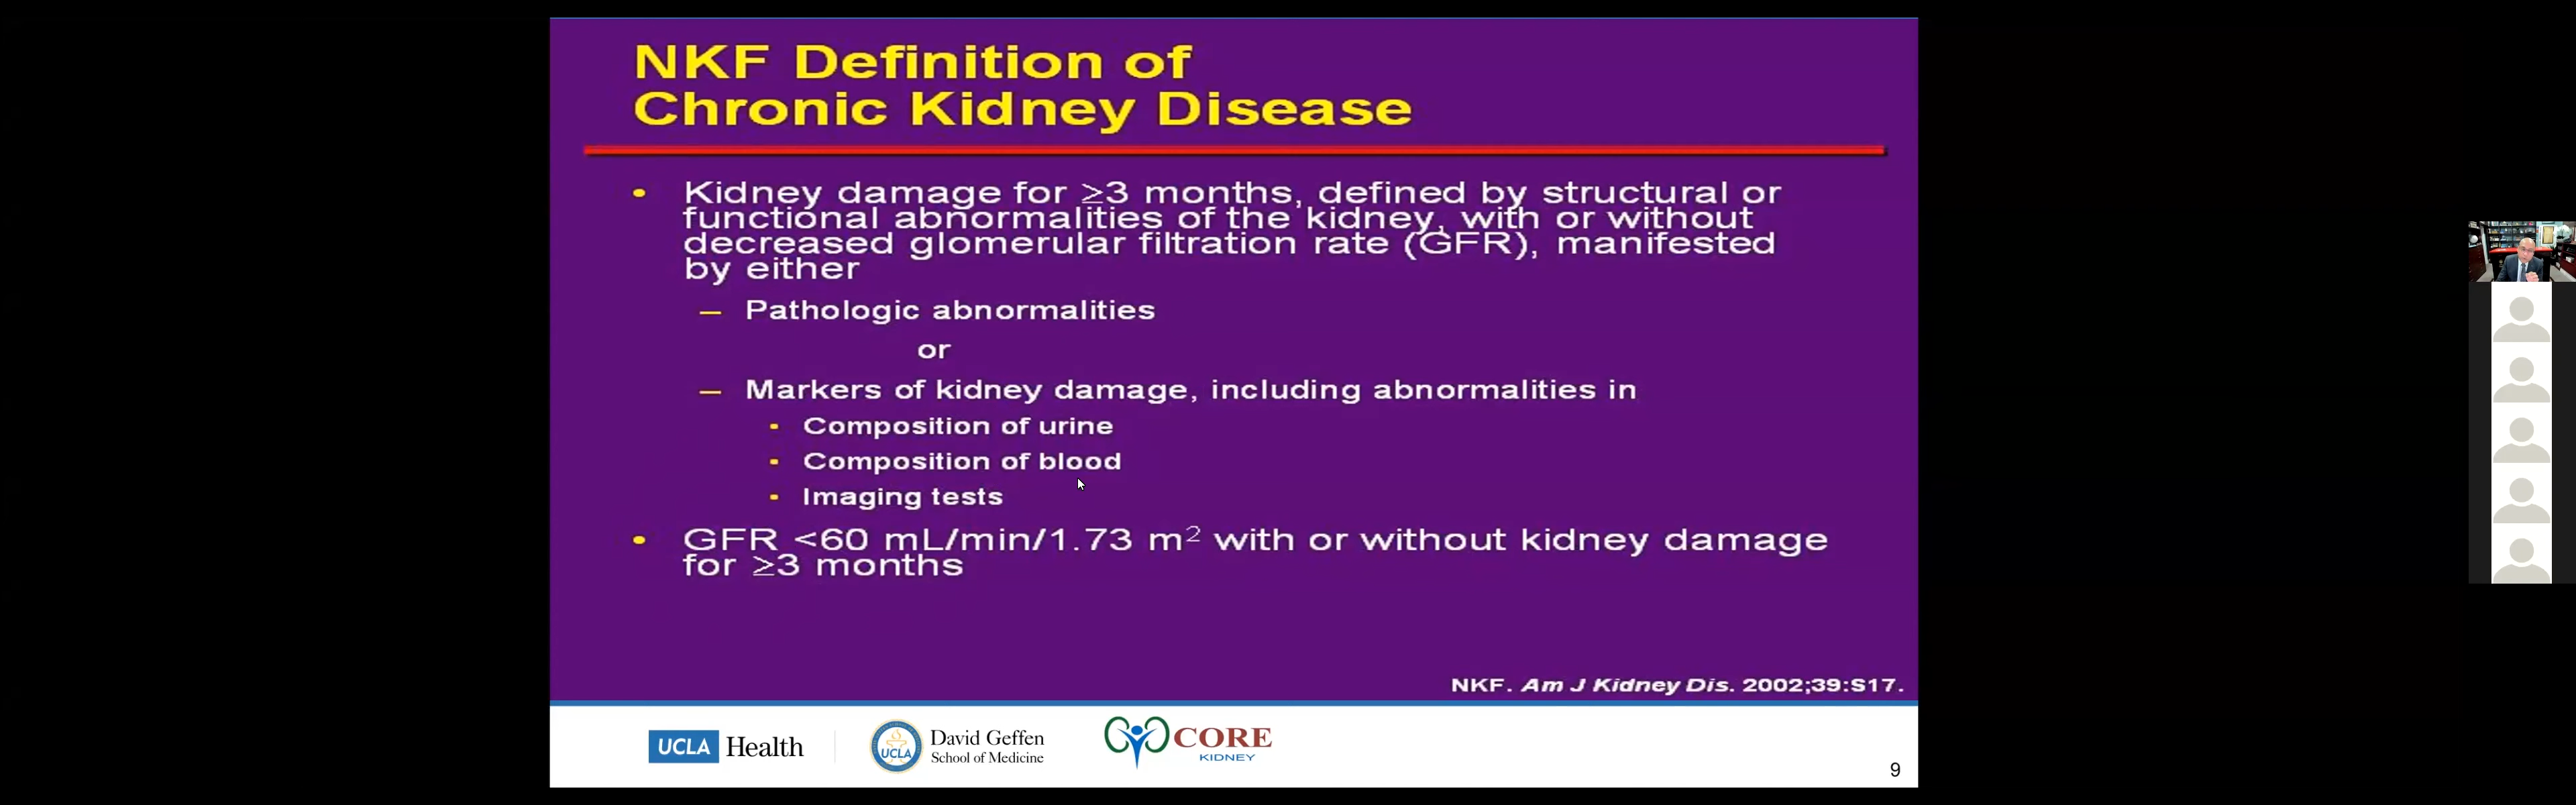 NKF Definition of
Chronic Kidney Disease
• Kidney damage for ≥3 months, defined by structural or
functional abnormalities of the kidney, with or without
decreased glomerular filtration rate (GFR), manifested
by either
– Pathologic abnormalities
or
– Markers of kidney damage, including abnormalities in
• Composition of urine
• Composition of blood
• Imaging tests
• GFR <60 mL/min/1.73 m² with or without kidney damage
for ≥3 months
NKF. Am J Kidney Dis. 2002;39:S17.
UCLA Health
UCLA
David Geffen
School of Medicine
CORE
KIDNEY
9